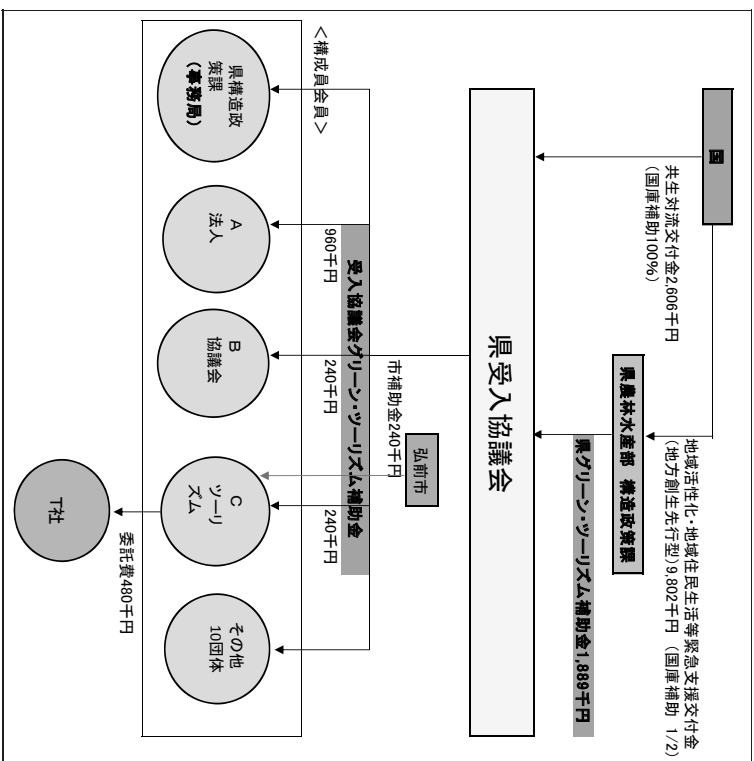 国
共生対流交付金2,606千円
（国庫補助100％）
地域活性化・地域住民生活等緊急支援交付金
（地方創生先行型）9,802千円　（国庫補助　1/2）
県農林水産部　構造政策課
県グリーン・ツーリズム補助金1,889千円
県受入協議会
弘前市
市補助金240千円
受入協議会グリーン・ツーリズム補助金
960千円
240千円
240千円
＜構成員会員＞
県構造政
策課
（事務局）
A
法人
B
協議会
C
ツーリ
ズム
その他
10団体
委託費480千円
T社